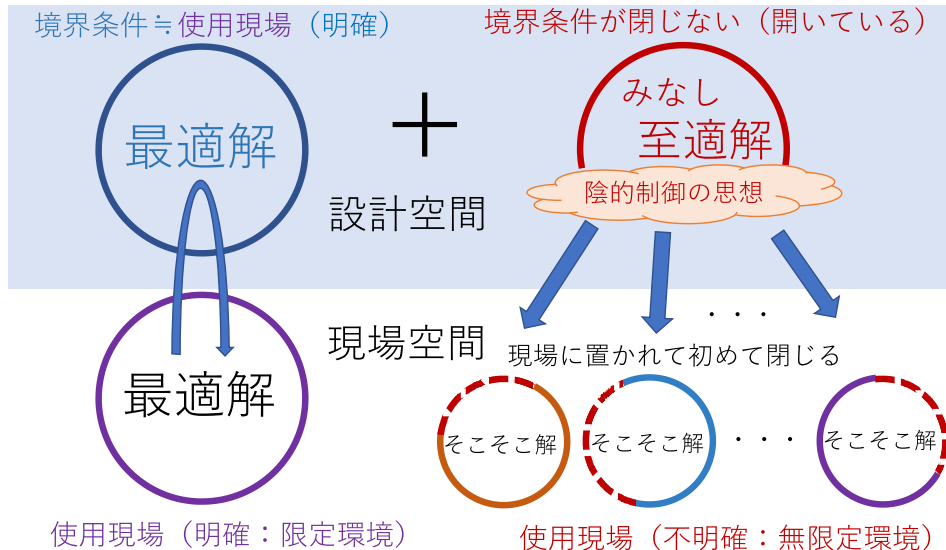 境界条件≒使用現場（明確）
境界条件が閉じない（開いている）
最適解
＋
みなし
至適解
陰的制御の思想
設計空間
現場空間
・・・
現場に置かれて初めて閉じる
最適解
そこそこ解
そこそこ解
・・・
そこそこ解
使用現場（明確：限定環境）
使用現場（不明確：無限定環境）